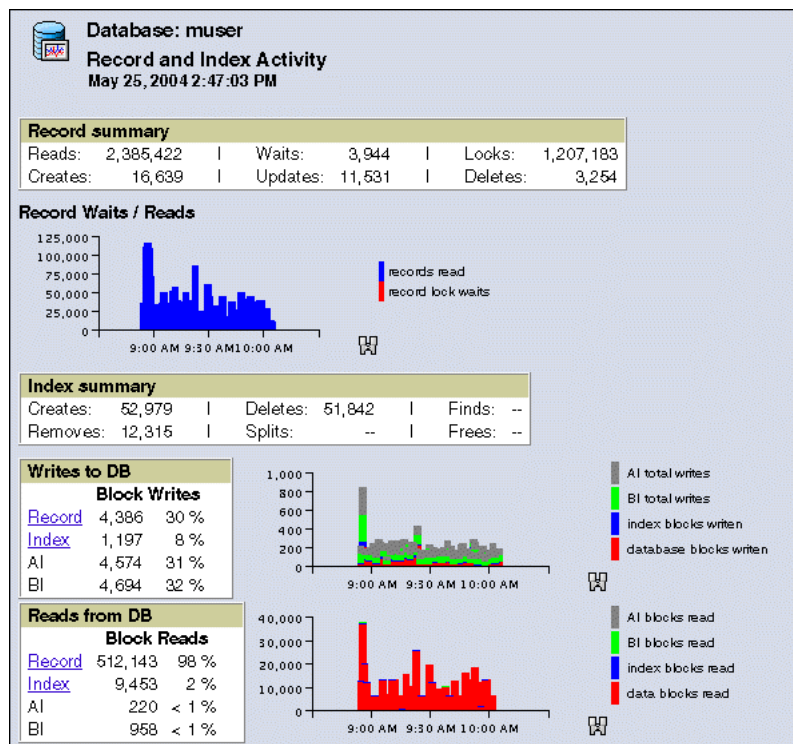 Database: muser
Record and Index Activity
May 25, 2004 2:47:03 PM
Record summary
Reads: 2,385,422 | Waits: 3,944 | Looks: 1,207,183
Creates: 16,639 | Updates: 11,531 | Deletes: 3,254
Record Waits / Reads
125,000
100,000
75,000
50,000
25,000
0
9:00 AM 9:30 AM 10:00 AM
records read
record lock waits
Index summary
Creates: 52,979 | Deletes: 51,842 | Finds: --
Removes: 12,315 | Splits: -- | Frees: --
Writes to DB
Block Writes
Record 4,386 30 %
Index 1,197 8 %
AI 4,574 31 %
BI 4,694 32 %
1,000
800
600
400
200
0
9:00 AM 9:30 AM 10:00 AM
AI total writes
BI total writes
index blocks writen
database blocks writen
Reads from DB
Block Reads
Record 512,143 98 %
Index 9,453 2 %
AI 220 < 1 %
BI 958 < 1 %
40,000
30,000
20,000
10,000
0
9:00 AM 9:30 AM 10:00 AM
AI blocks read
BI blocks read
index blocks read
data blocks read